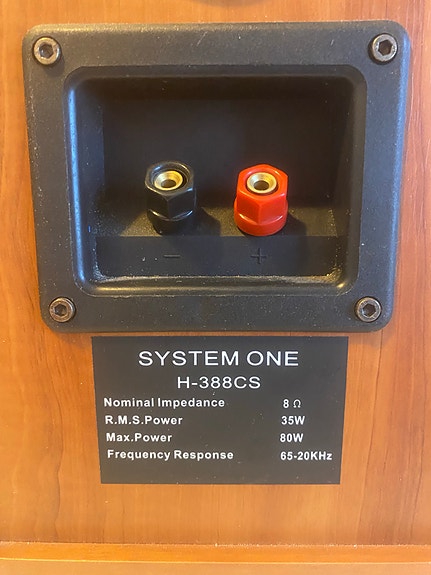 − +
SYSTEM ONE
H-388CS
Nominal Impedance 8 Ω
R.M.S.Power 35W
Max.Power 80W
Frequency Response 65-20KHz